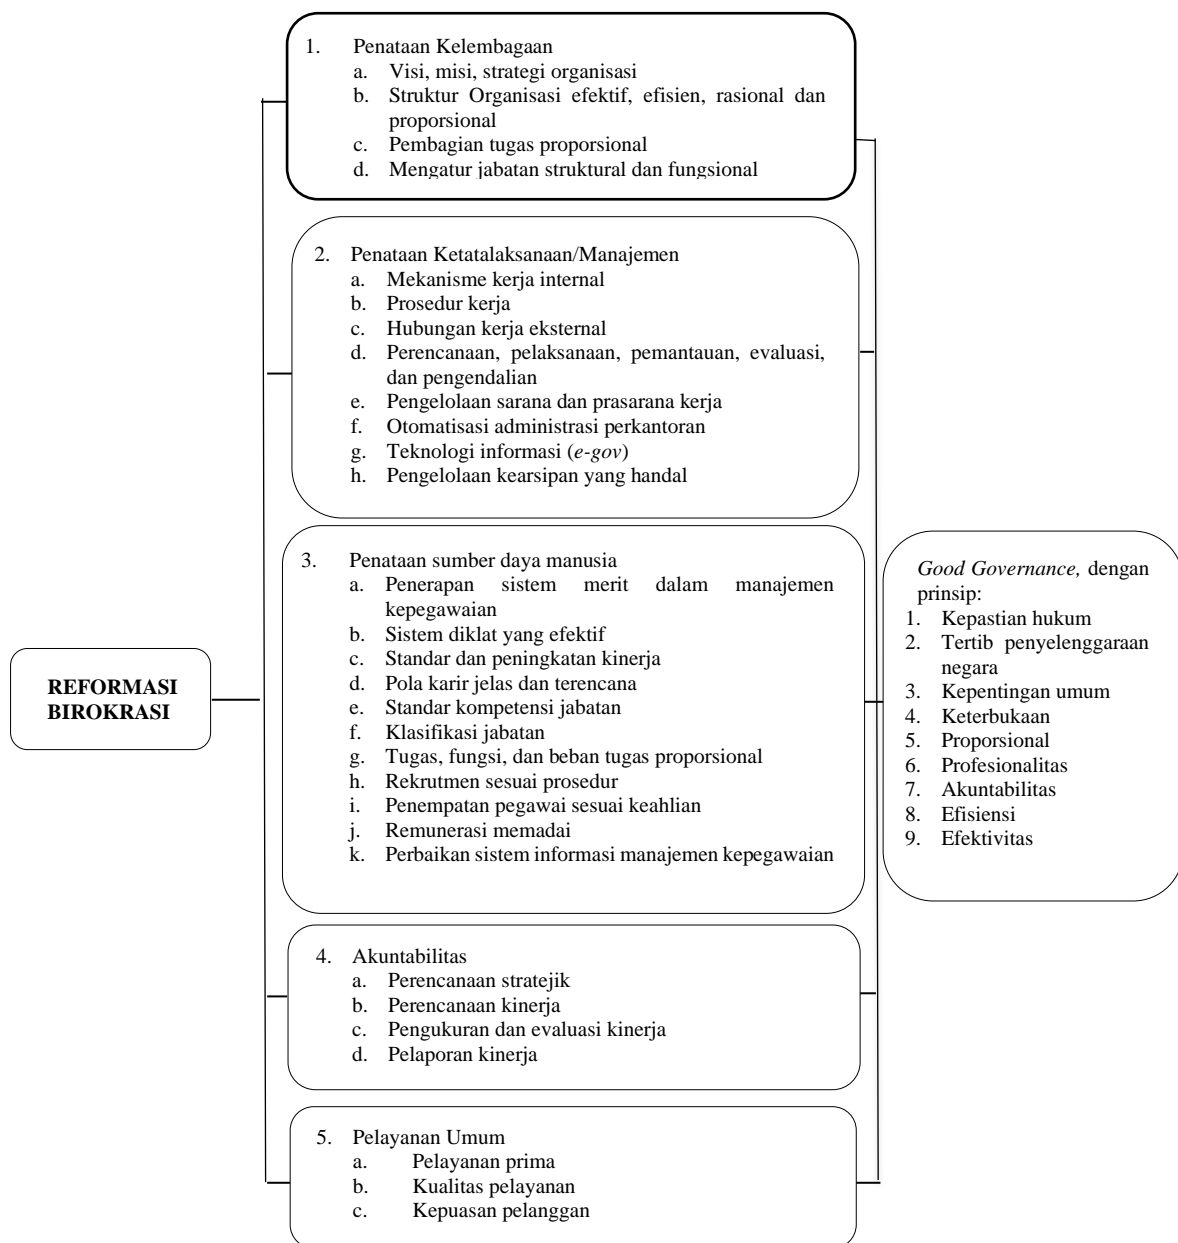 1. Penataan Kelembagaan
a. Visi, misi, strategi organisasi
b. Struktur Organisasi efektif, efisien, rasional dan
proporsional
c. Pembagian tugas proporsional
d. Mengatur jabatan struktural dan fungsional
2. Penataan Ketatalaksanaan/Manajemen
a. Mekanisme kerja internal
b. Prosedur kerja
c. Hubungan kerja eksternal
d. Perencanaan, pelaksanaan, pemantauan, evaluasi,
dan pengendalian
e. Pengelolaan sarana dan prasarana kerja
f. Otomatisasi administrasi perkantoran
g. Teknologi informasi (e-gov)
h. Pengelolaan kearsipan yang handal
3. Penataan sumber daya manusia
a. Penerapan sistem merit dalam manajemen
kepegawaian
b. Sistem diklat yang efektif
c. Standar dan peningkatan kinerja
d. Pola karir jelas dan terencana
e. Standar kompetensi jabatan
f. Klasifikasi jabatan
g. Tugas, fungsi, dan beban tugas proporsional
h. Rekrutmen sesuai prosedur
i. Penempatan pegawai sesuai keahlian
j. Remunerasi memadai
k. Perbaikan sistem informasi manajemen kepegawaian
REFORMASI
BIROKRASI
Good Governance, dengan
prinsip:
1. Kepastian hukum
2. Tertib penyelenggaraan
negara
3. Kepentingan umum
4. Keterbukaan
5. Proporsional
6. Profesionalitas
7. Akuntabilitas
8. Efisiensi
9. Efektivitas
4. Akuntabilitas
a. Perencanaan stratejik
b. Perencanaan kinerja
c. Pengukuran dan evaluasi kinerja
d. Pelaporan kinerja
5. Pelayanan Umum
a. Pelayanan prima
b. Kualitas pelayanan
c. Kepuasan pelanggan